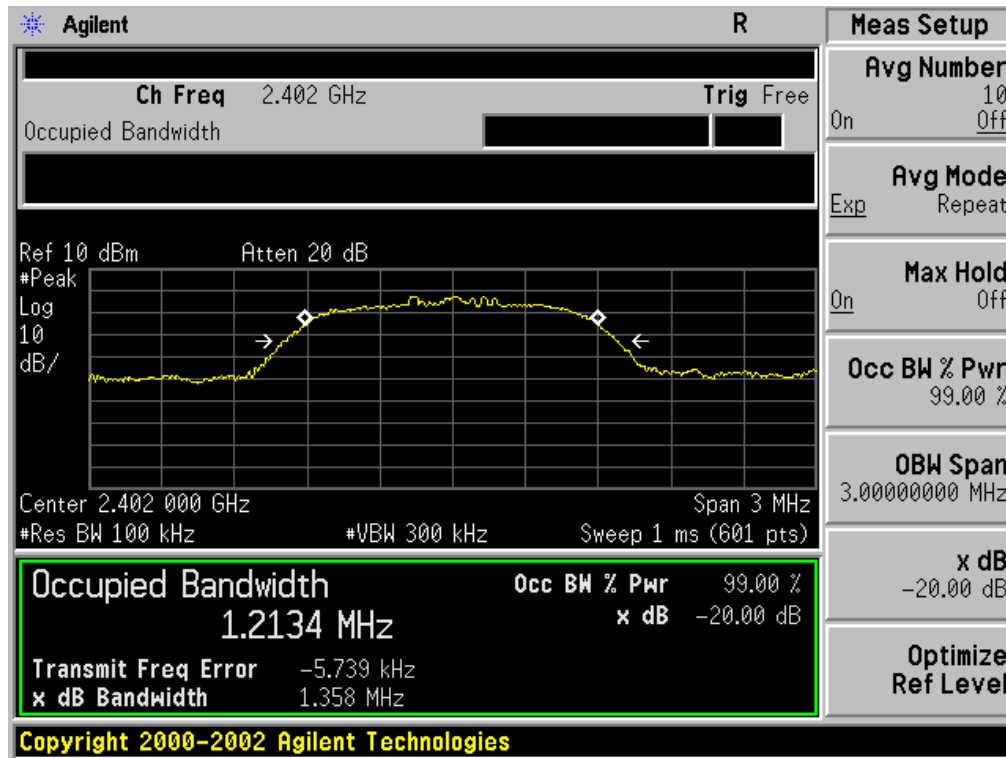 Agilent R Meas Setup
Ch Freq 2.402 GHz Trig Free
Occupied Bandwidth
Avg Number
10
On Off
Avg Mode
Exp Repeat
Ref 10 dBm Atten 20 dB
#Peak
Log
10
dB/
Max Hold
On Off
Occ BW % Pwr
99.00 %
OBW Span
3.00000000 MHz
Center 2.402 000 GHz Span 3 MHz
#Res BW 100 kHz #VBW 300 kHz Sweep 1 ms (601 pts)
x dB
-20.00 dB
Occupied Bandwidth Occ BW % Pwr 99.00 %
1.2134 MHz x dB -20.00 dB
Transmit Freq Error -5.739 kHz
x dB Bandwidth 1.358 MHz
Optimize
Ref Level
Copyright 2000-2002 Agilent Technologies